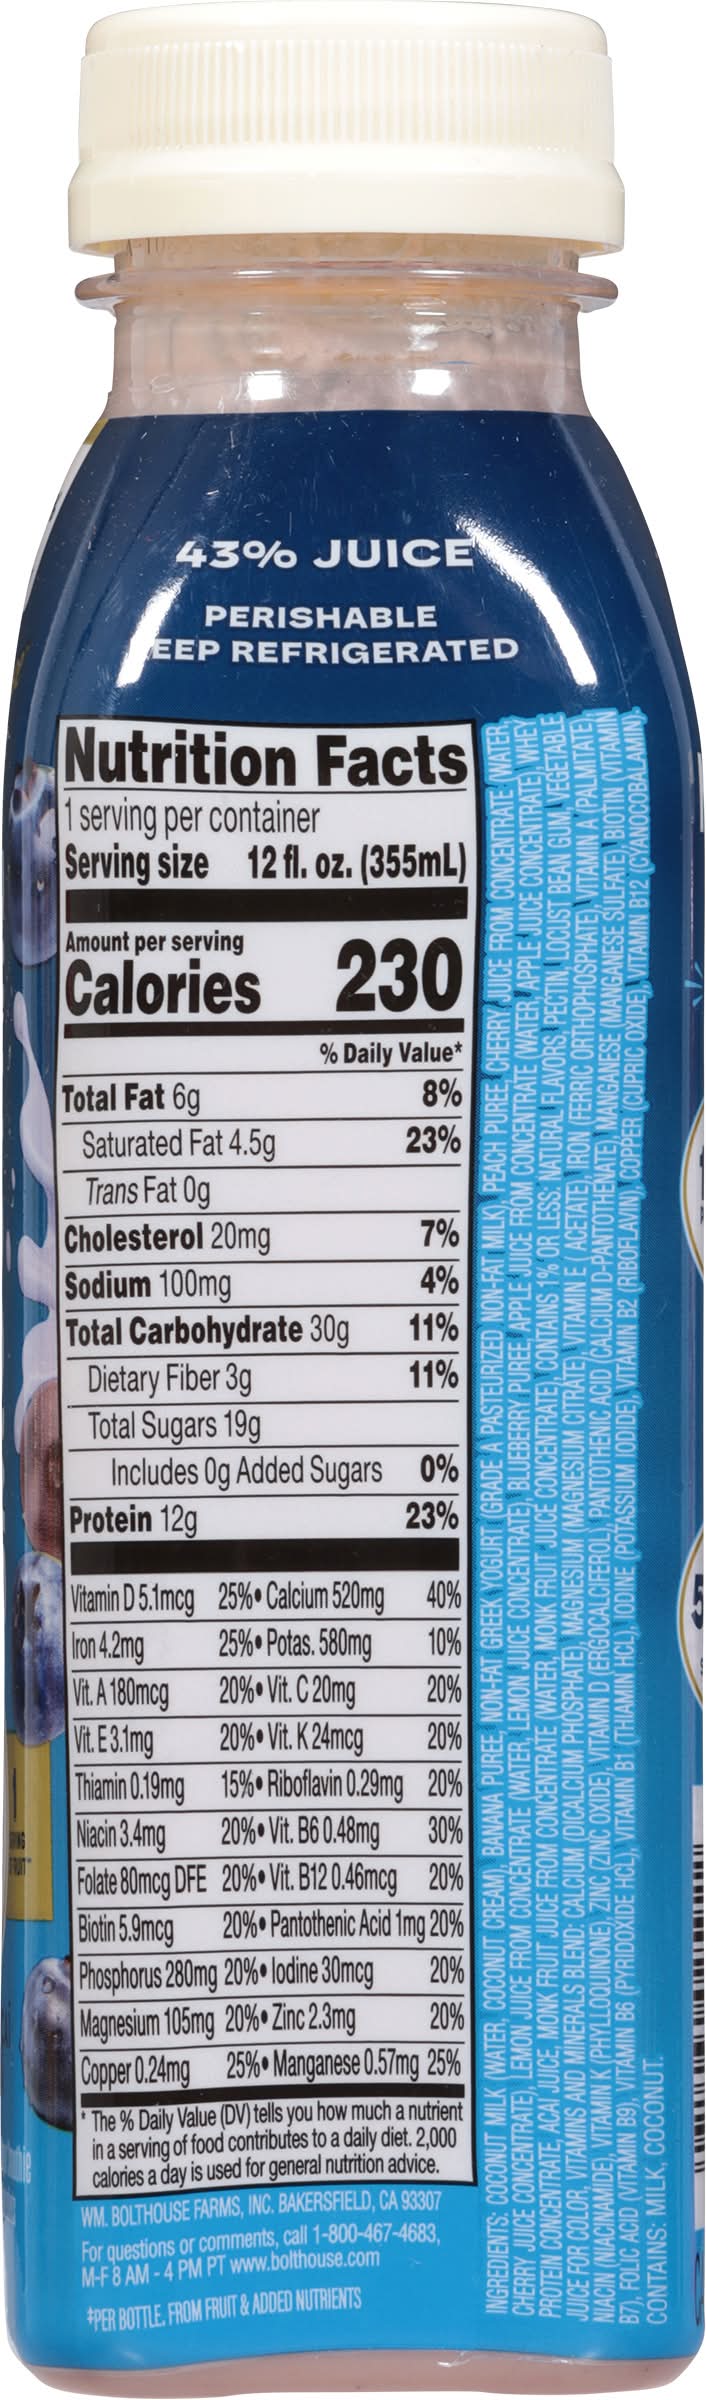 43% JUICE
PERISHABLE
EEP REFRIGERATED
Nutrition Facts
1 serving per container
Serving size 12 fl. oz. (355mL)
Amount per serving
Calories 230
% Daily Value*
Total Fat 6g 8%
Saturated Fat 4.5g 23%
Trans Fat 0g
Cholesterol 20mg 7%
Sodium 100mg 4%
Total Carbohydrate 30g 11%
Dietary Fiber 3g 11%
Total Sugars 19g
Includes 0g Added Sugars 0%
Protein 12g 23%
Vitamin D 5.1mcg 25% • Calcium 520mg 40%
Iron 4.2mg 25% • Potas. 580mg 10%
Vit. A 180mcg 20% • Vit. C 20mg 20%
Vit. E 3.1mg 20% • Vit. K 24mcg 20%
Thiamin 0.19mg 15% • Riboflavin 0.29mg 20%
Niacin 3.4mg 20% • Vit. B6 0.48mg 30%
Folate 80mcg DFE 20% • Vit. B12 0.46mcg 20%
Biotin 5.9mcg 20% • Pantothenic Acid 1mg 20%
Phosphorus 280mg 20% • Iodine 30mcg 20%
Magnesium 105mg 20% • Zinc 2.3mg 20%
Copper 0.24mg 25% • Manganese 0.57mg 25%
* The % Daily Value (DV) tells you how much a nutrient
in a serving of food contributes to a daily diet. 2,000
calories a day is used for general nutrition advice.
WM. BOLTHOUSE FARMS, INC. BAKERSFIELD, CA 93307
For questions or comments, call 1-800-467-4683,
M-F 8 AM - 4 PM PT www.bolthouse.com
‡PER BOTTLE. FROM FRUIT & ADDED NUTRIENTS
INGREDIENTS: COCONUT MILK (WATER, COCONUT CREAM), BANANA PUREE, NON-FAT GREEK YOGURT (GRADE A PASTEURIZED NON-FAT MILK), PEACH PUREE, CHERRY JUICE FROM CONCENTRATE (WATER,
CHERRY JUICE CONCENTRATE), LEMON JUICE FROM CONCENTRATE (WATER, LEMON JUICE CONCENTRATE), BLUEBERRY PUREE, APPLE JUICE FROM CONCENTRATE (WATER, APPLE JUICE CONCENTRATE), WHEY
PROTEIN CONCENTRATE, ACAI JUICE, MONK FRUIT JUICE FROM CONCENTRATE (WATER, MONK FRUIT JUICE CONCENTRATE), CONTAINS 1% OR LESS: NATURAL FLAVORS, PECTIN, LOCUST BEAN GUM, VEGETABLE
JUICE FOR COLOR, VITAMINS AND MINERALS BLEND: CALCIUM (DICALCIUM PHOSPHATE), MAGNESIUM (MAGNESIUM CITRATE), VITAMIN E (ACETATE), IRON (FERRIC ORTHOPHOSPHATE), VITAMIN A (PALMITATE),
NIACIN (NIACINAMIDE), VITAMIN K (PHYLLOQUINONE), ZINC (ZINC OXIDE), VITAMIN D (ERGOCALCIFEROL), PANTOTHENIC ACID (CALCIUM D-PANTOTHENATE), MANGANESE (MANGANESE SULFATE), BIOTIN (VITAMIN
B7), FOLIC ACID (VITAMIN B9), VITAMIN B6 (PYRIDOXIDE HCL), VITAMIN B1 (THIAMIN HCL), IODINE (POTASSIUM IODIDE), VITAMIN B2 (RIBOFLAVIN), COPPER (CUPRIC OXIDE), VITAMIN B12 (CYANOCOBALAMIN).
CONTAINS: MILK, COCONUT.